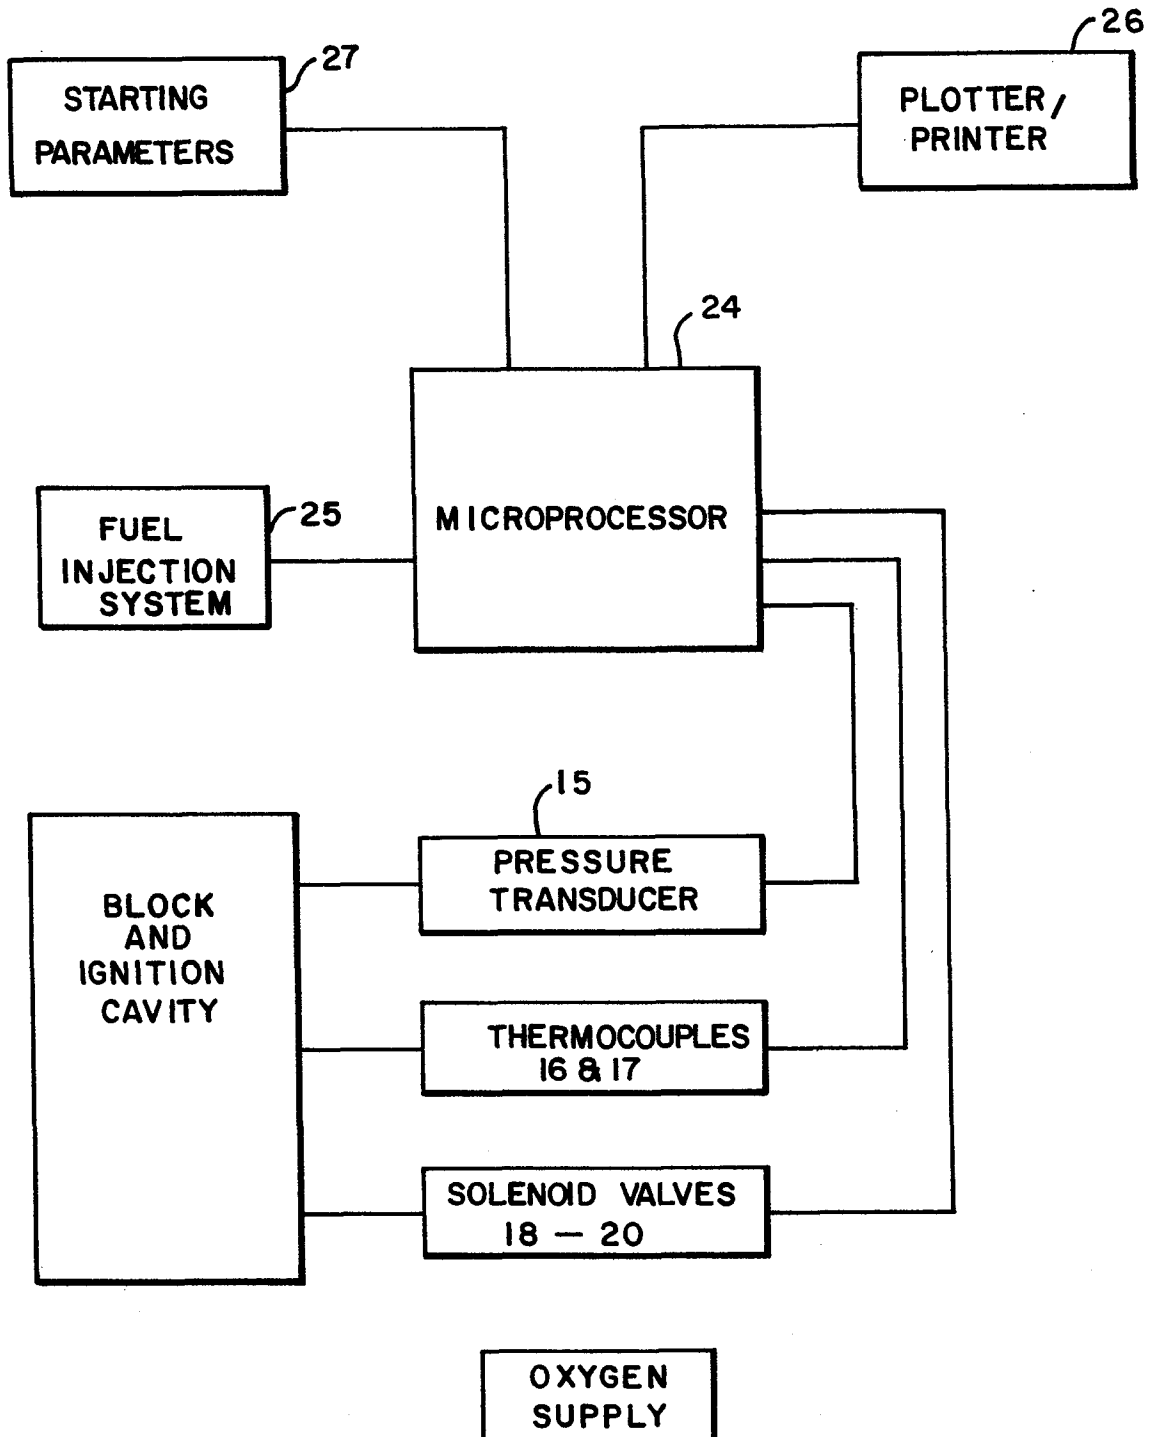 26
27
STARTING
PARAMETERS
PLOTTER/
PRINTER
24
MICROPROCESSOR
25
FUEL
INJECTION
SYSTEM
15
PRESSURE
TRANSDUCER
BLOCK
AND
IGNITION
CAVITY
THERMOCOUPLES
16 & 17
SOLENOID VALVES
18 — 20
OXYGEN
SUPPLY